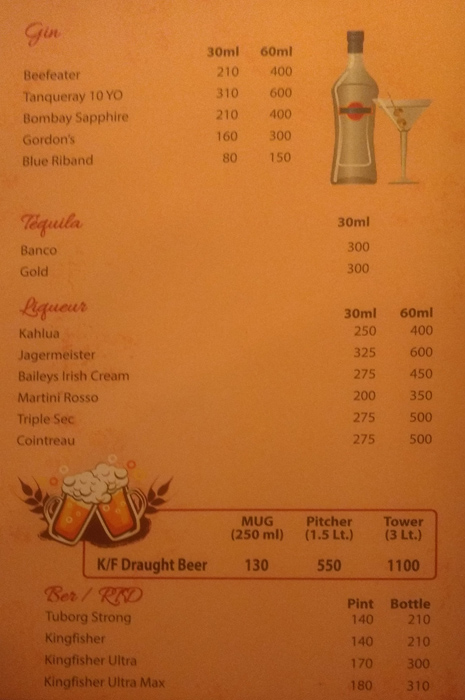 Gin
30ml 60ml
Beefeater 210 400
Tanqueray 10 YO 310 600
Bombay Sapphire 210 400
Gordon's 160 300
Blue Riband 80 150
Téquila 30ml
Banco 300
Gold 300
Liqueur 30ml 60ml
Kahlua 250 400
Jagermeister 325 600
Baileys Irish Cream 275 450
Martini Rosso 200 350
Triple Sec 275 500
Cointreau 275 500
MUG Pitcher Tower
(250 ml) (1.5 Lt.) (3 Lt.)
K/F Draught Beer 130 550 1100
Ber / RTD Pint Bottle
Tuborg Strong 140 210
Kingfisher 140 210
Kingfisher Ultra 170 300
Kingfisher Ultra Max 180 310